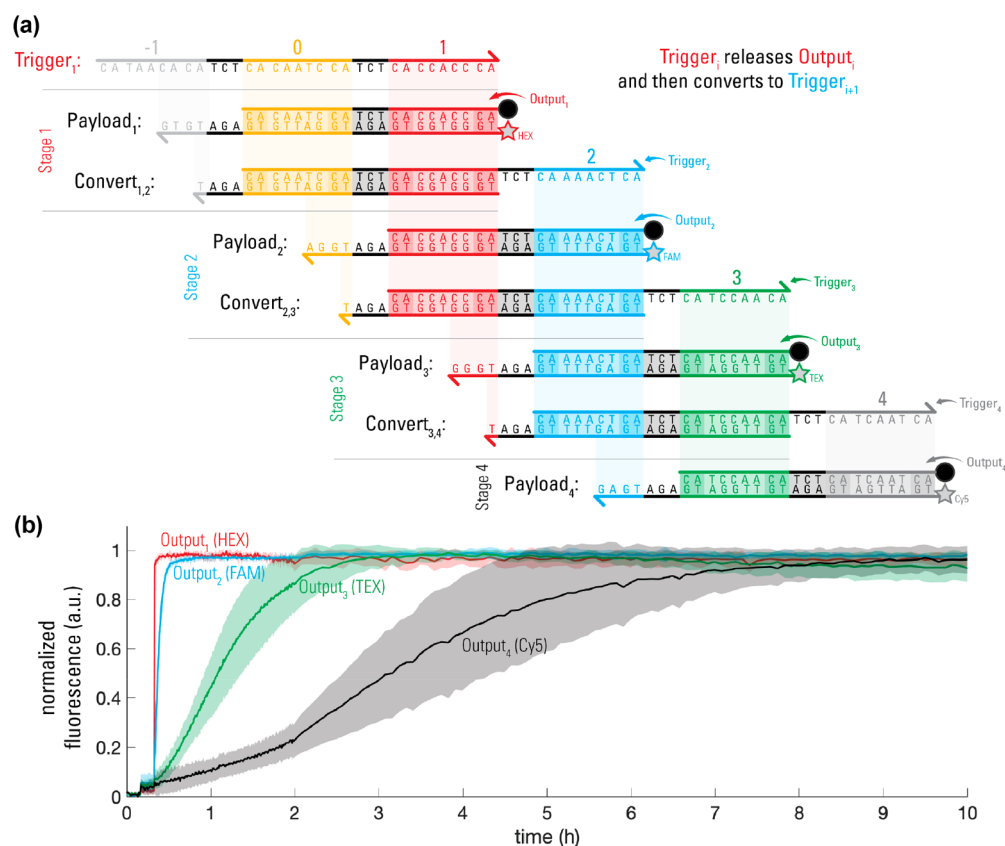 (a)
-1 0 1
Trigger1: C A T A A C A C A T C T C A C A A T C C A T C T C A C C A C C C A
Triggeri releases Outputi
and then converts to Triggeri+1
Stage 1
Output1
Payload1: C A C A A T C C A T C T C A C C A C C C A
G T G T A G A G T G T T A G G T A G A G T G G T G G G T HEX
2
Trigger2
Convert1,2: C A C A A T C C A T C T C A C C A C C C A T C T C A A A A C T C A
T A G A G T G T T A G G T A G A G T G G T G G G T
Stage 2
Output2
Payload2: C A C C A C C C A T C T C A A A A C T C A
A G G T A G A G T G G T G G G T A G A G T T T T G A G T FAM
3
Trigger3
Convert2,3: C A C C A C C C A T C T C A A A A C T C A T C T C A T C C A A C A
T A G A G T G G T G G G T A G A G T T T T G A G T
Stage 3
Output3
Payload3: C A A A A C T C A T C T C A T C C A A C A
G G G T A G A G T T T T G A G T A G A G T A G G T T G T TEX
4
Trigger4
Convert3,4: C A A A A C T C A T C T C A T C C A A C A T C T C A T C A A T C A
T A G A G T T T T G A G T A G A G T A G G T T G T
Stage 4
Output4
Payload4: C A T C C A A C A T C T C A T C A A T C A
G A G T A G A G T A G G T T G T A G A G T A G T T A G T Cy5
(b)
normalized
fluorescence (a.u.)
1
0.8
0.6
0.4
0.2
0
Output1 (HEX)
Output2 (FAM)
Output3 (TEX)
Output4 (Cy5)
0 1 2 3 4 5 6 7 8 9 10
time (h)